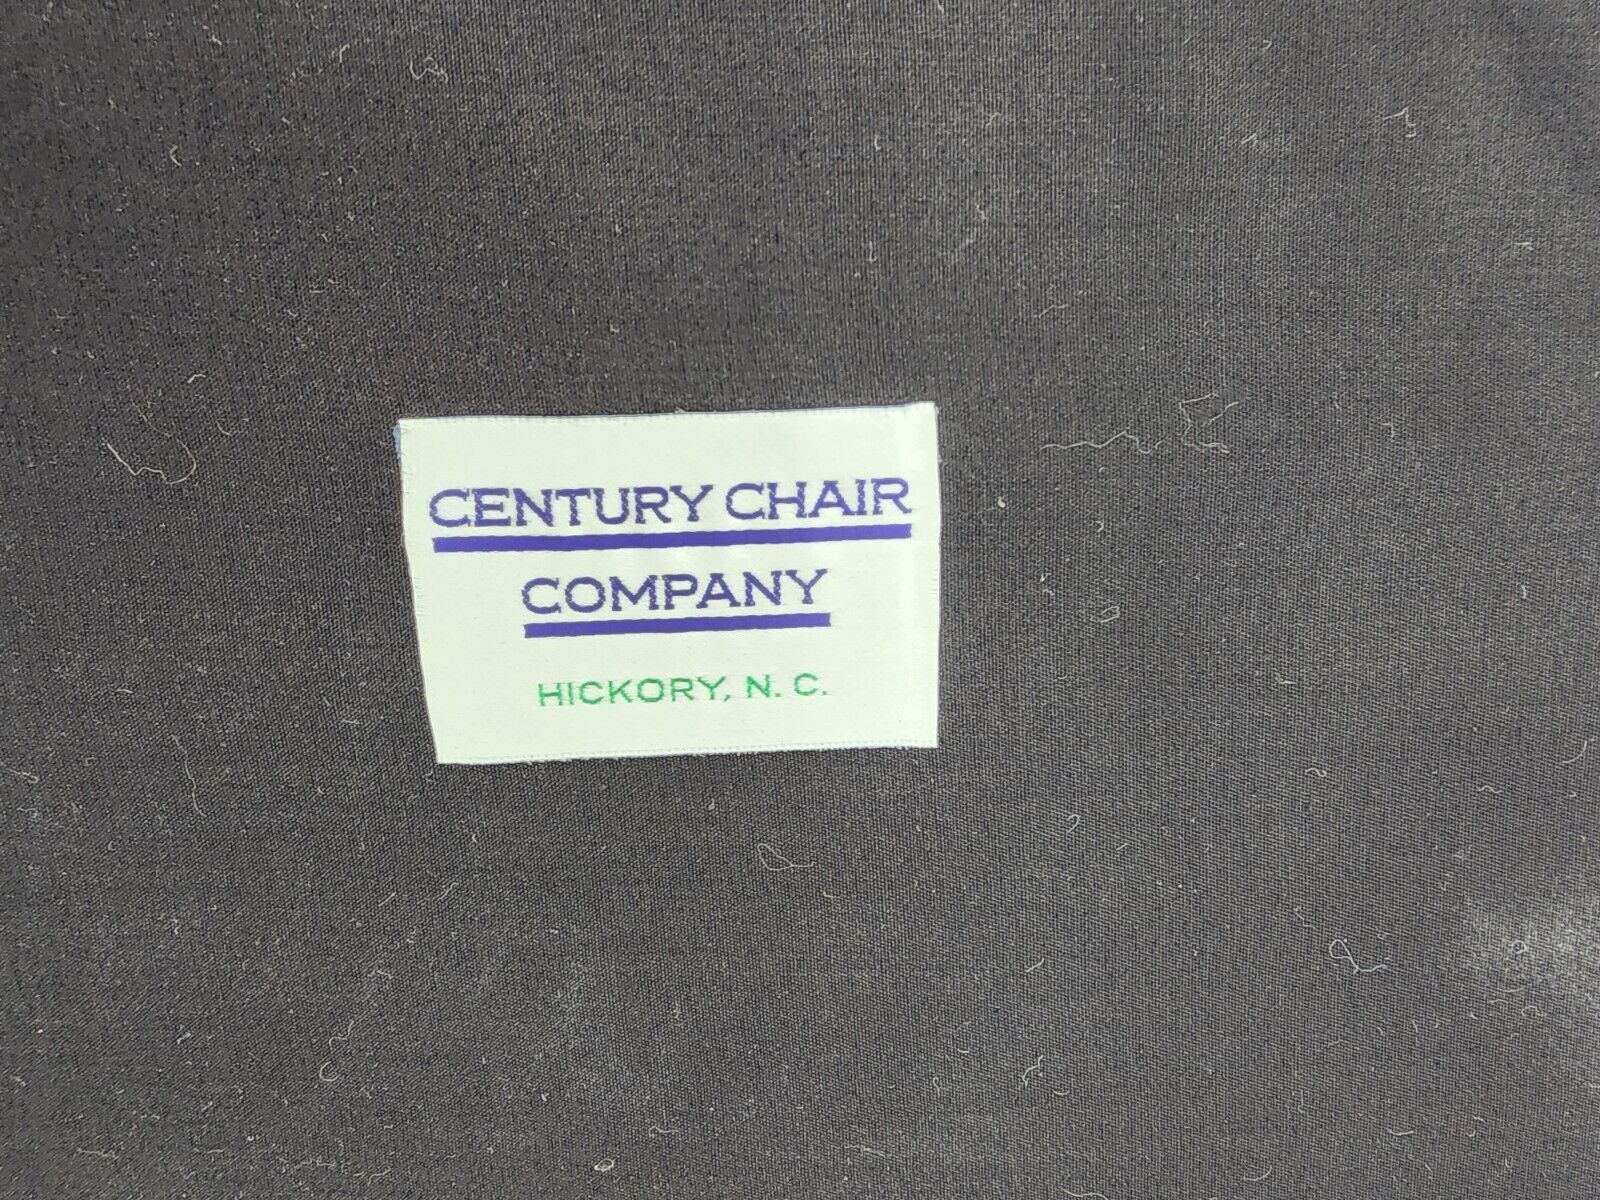 CENTURY CHAIR
COMPANY
HICKORY, N. C.